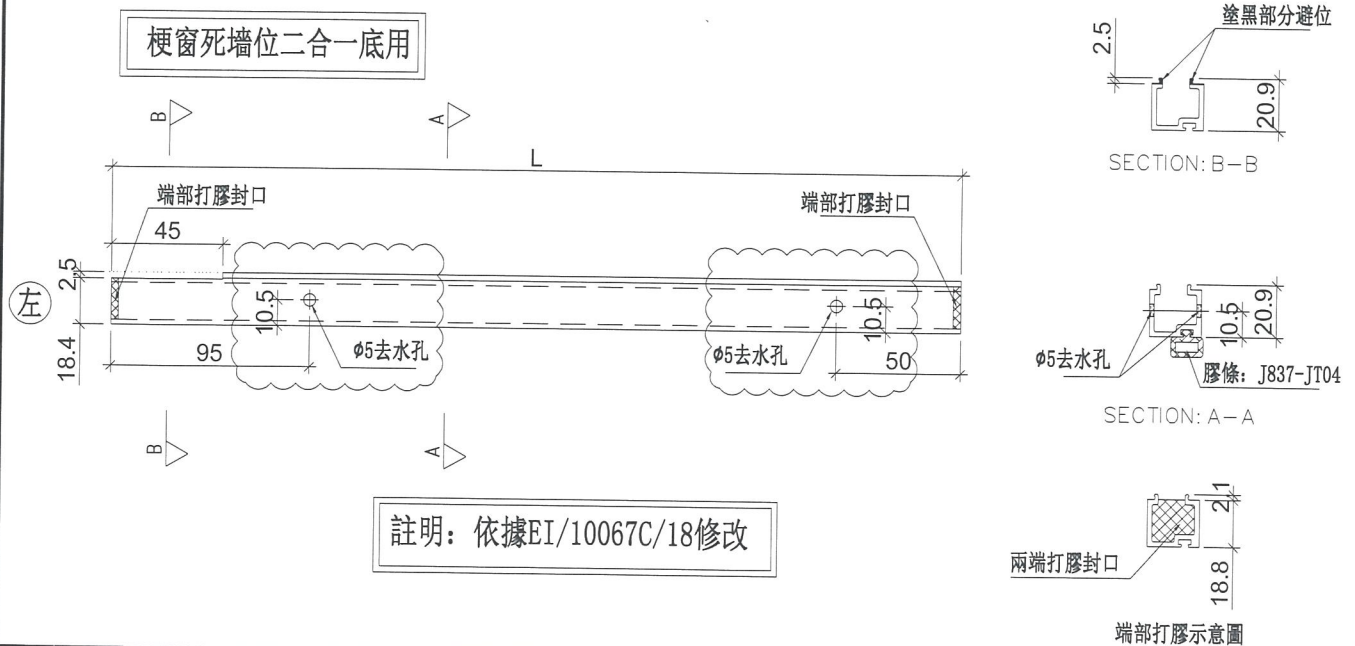 梗窗死墻位二合一底用
塗黑部分避位
2.5
20.9
SECTION: B-B
B
A
L
端部打膠封口
端部打膠封口
45
2.5
左
18.4
10.5
10.5
95
φ5去水孔
φ5去水孔
50
B
A
10.5
20.9
φ5去水孔
膠條: J837-JT04
SECTION: A-A
註明: 依據EI/10067C/18修改
2.1
兩端打膠封口
18.8
端部打膠示意圖